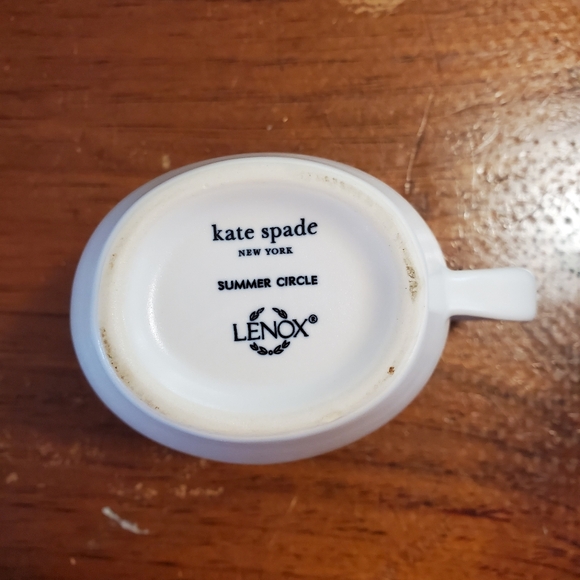 kate spade
NEW YORK
SUMMER CIRCLE
LENOX®